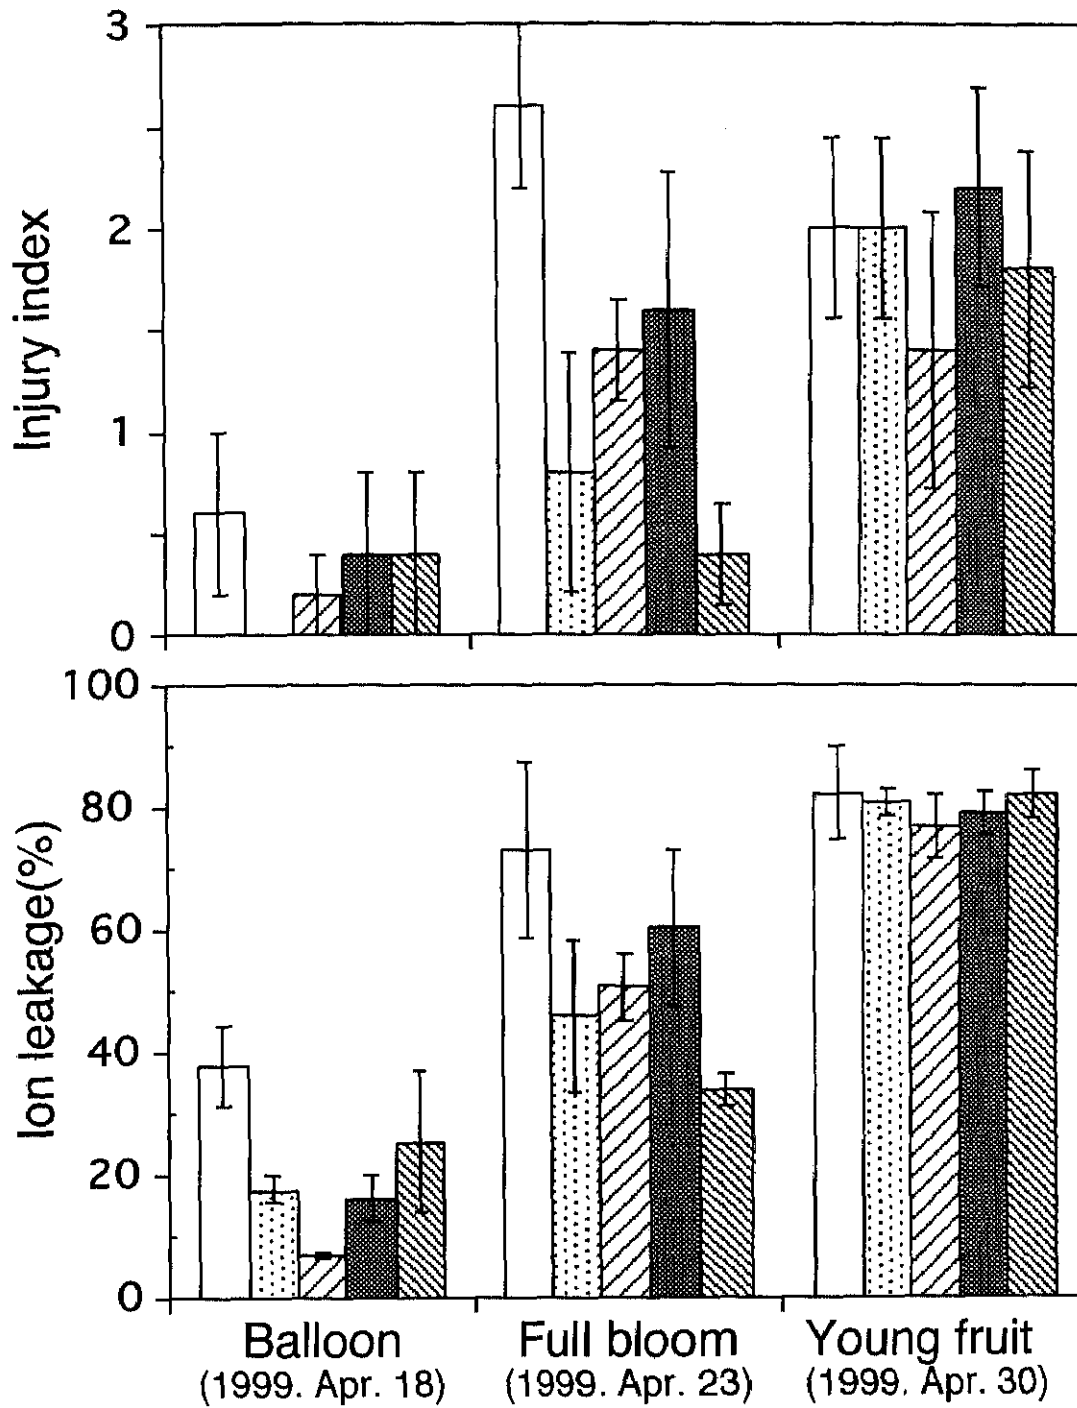 3
2
1
0
Injury index
100
80
60
40
20
0
Ion leakage(%)
Balloon Full bloom Young fruit
(1999. Apr. 18) (1999. Apr. 23) (1999. Apr. 30)